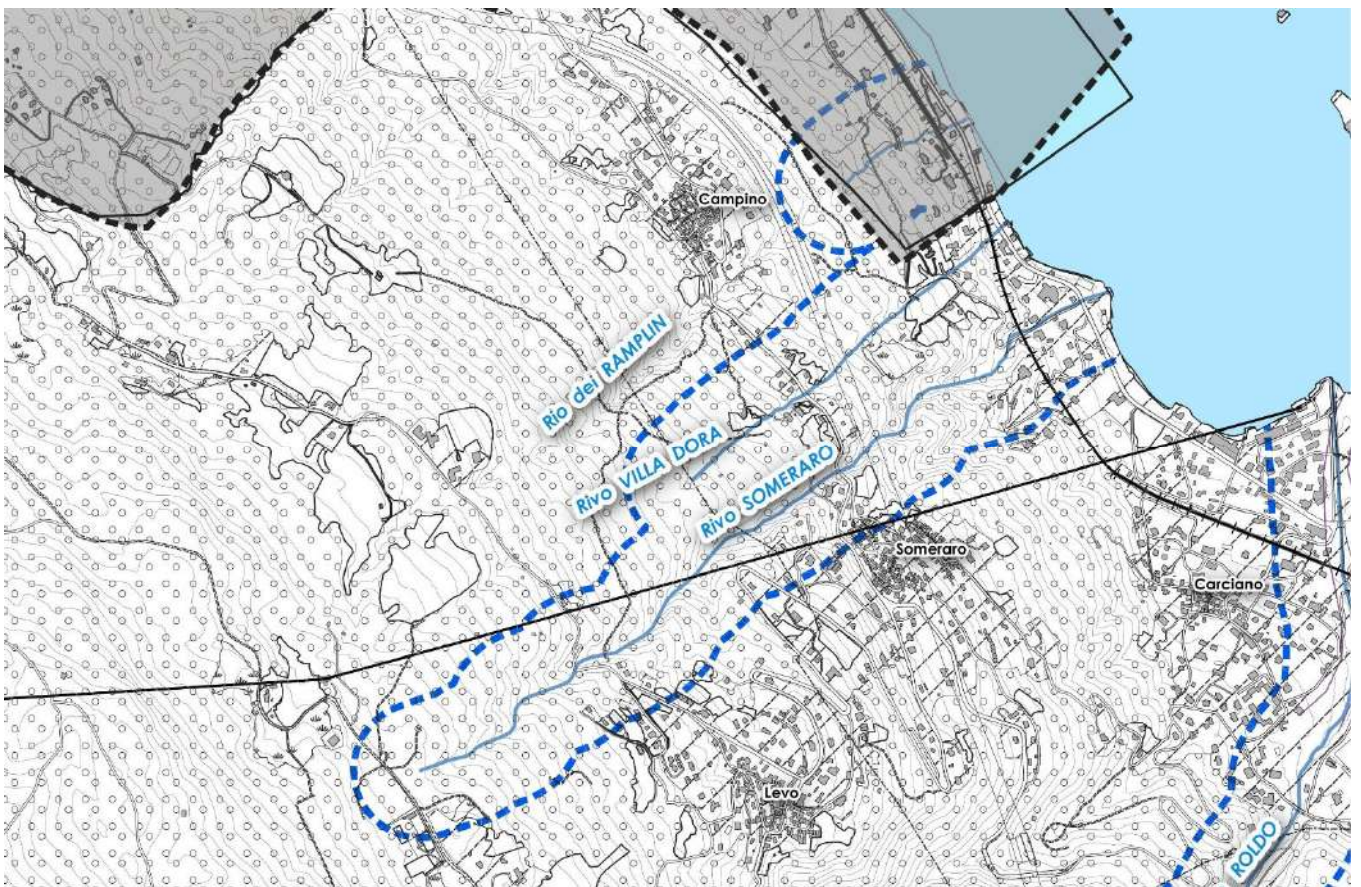 Campino
Rio dei RAMPLIN
Rivo VILLA DORA
Rivo SOMERARO
Someraro
Carciano
Levo
ROLDO